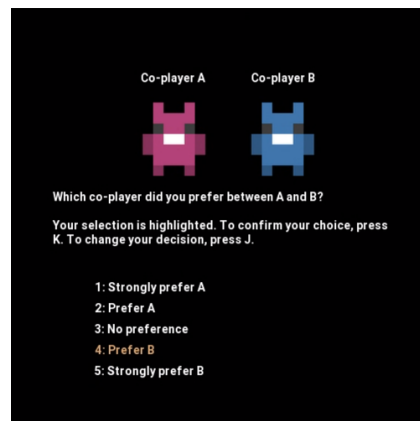 Co-player A Co-player B
Which co-player did you prefer between A and B?
Your selection is highlighted. To confirm your choice, press
K. To change your decision, press J.
1: Strongly prefer A
2: Prefer A
3: No preference
4: Prefer B
5: Strongly prefer B